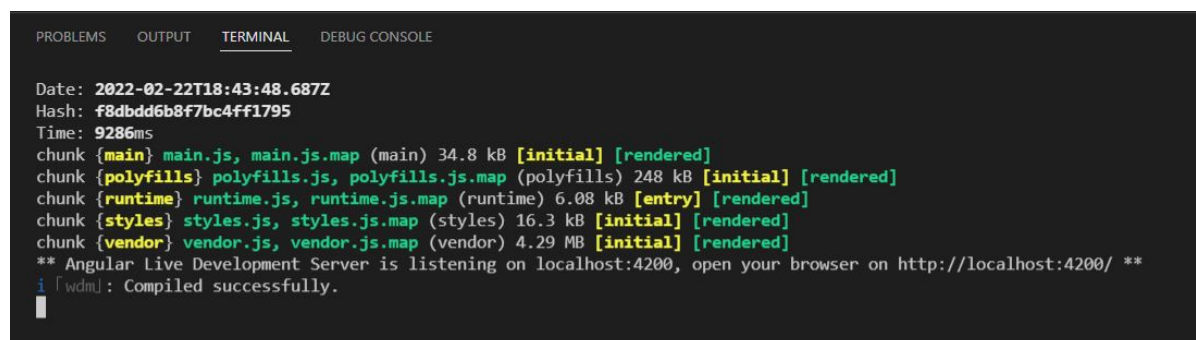 PROBLEMS OUTPUT TERMINAL DEBUG CONSOLE
Date: 2022-02-22T18:43:48.687Z
Hash: f8dbdd6b8f7bc4ff1795
Time: 9286ms
chunk {main} main.js, main.js.map (main) 34.8 kB [initial] [rendered]
chunk {polyfills} polyfills.js, polyfills.js.map (polyfills) 248 kB [initial] [rendered]
chunk {runtime} runtime.js, runtime.js.map (runtime) 6.08 kB [entry] [rendered]
chunk {styles} styles.js, styles.js.map (styles) 16.3 kB [initial] [rendered]
chunk {vendor} vendor.js, vendor.js.map (vendor) 4.29 MB [initial] [rendered]
** Angular Live Development Server is listening on localhost:4200, open your browser on http://localhost:4200/ **
i ｢wdm｣: Compiled successfully.